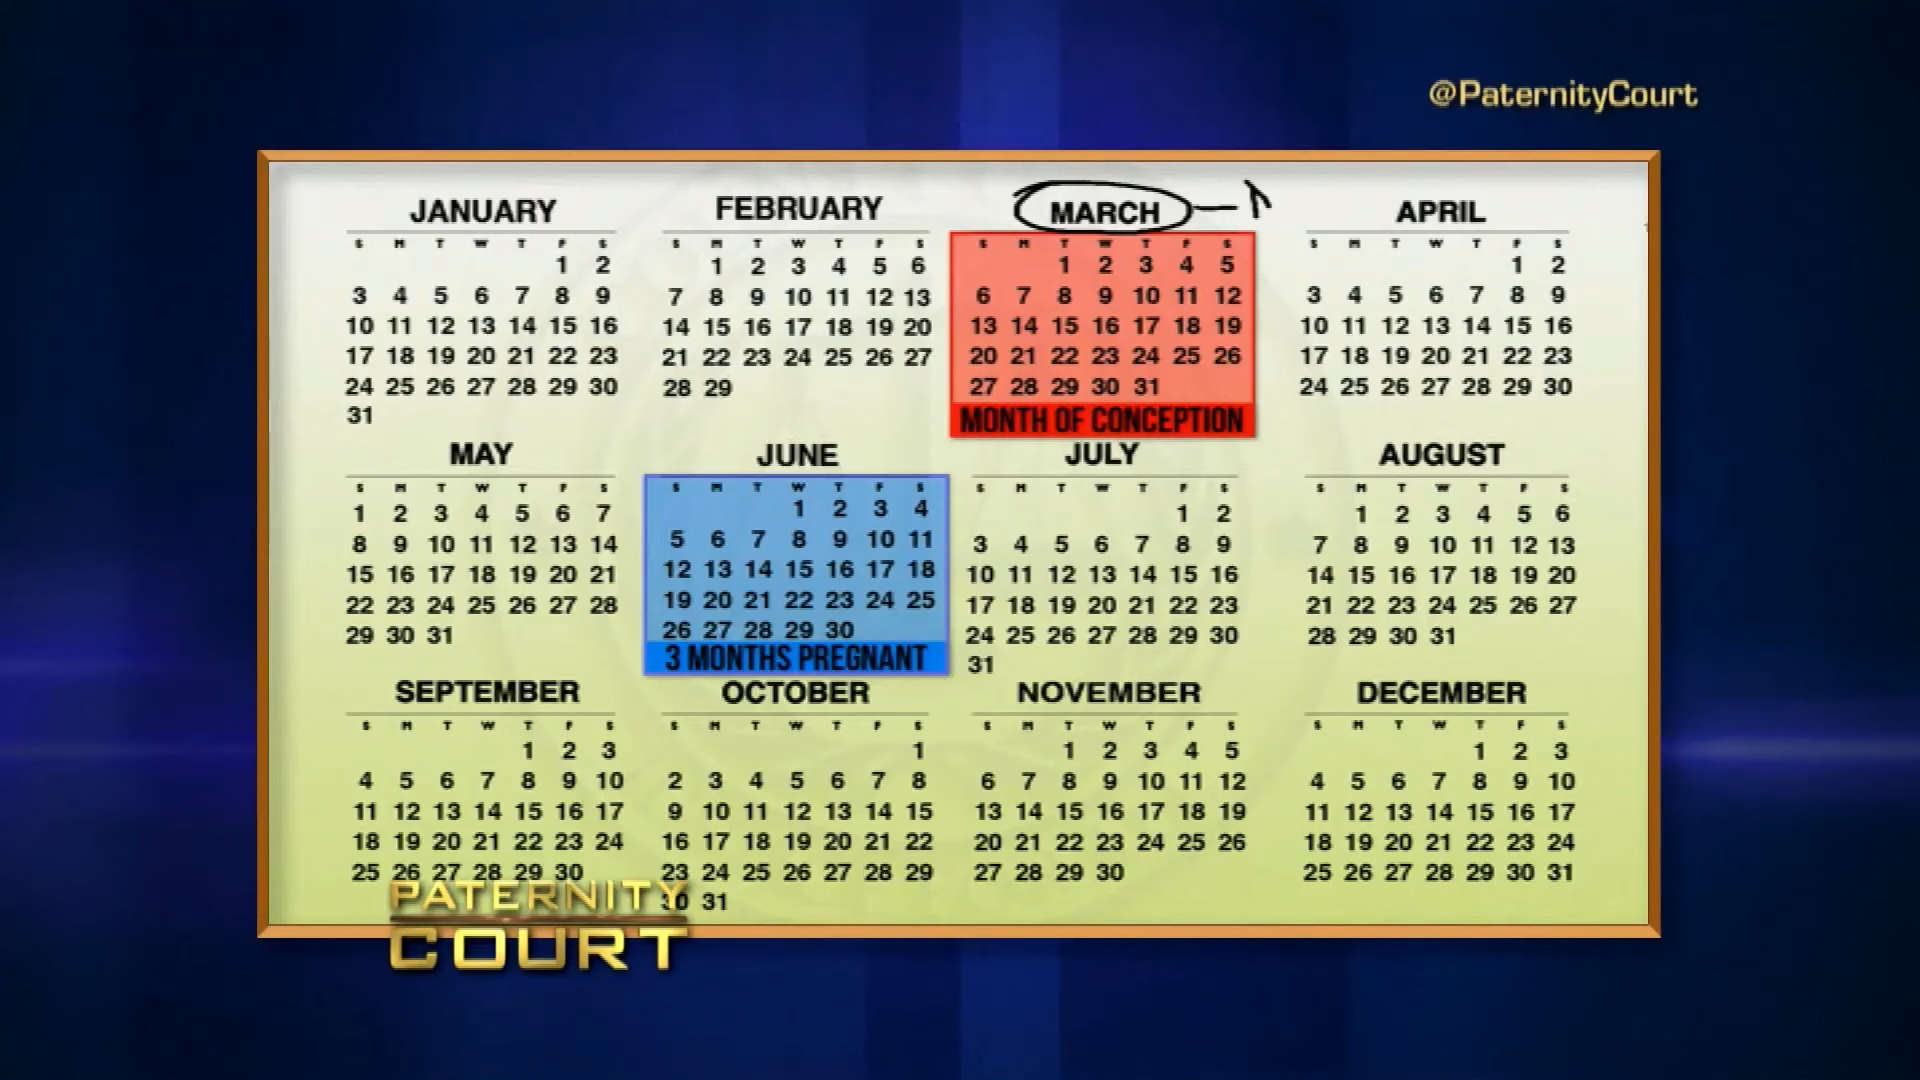 @PaternityCourt
JANUARY
S M T W T F S
1 2
3 4 5 6 7 8 9
10 11 12 13 14 15 16
17 18 19 20 21 22 23
24 25 26 27 28 29 30
31
FEBRUARY
S M T W T F S
1 2 3 4 5 6
7 8 9 10 11 12 13
14 15 16 17 18 19 20
21 22 23 24 25 26 27
28 29
MARCH
S M T W T F S
1 2 3 4 5
6 7 8 9 10 11 12
13 14 15 16 17 18 19
20 21 22 23 24 25 26
27 28 29 30 31
MONTH OF CONCEPTION
APRIL
S M T W T F S
1 2
3 4 5 6 7 8 9
10 11 12 13 14 15 16
17 18 19 20 21 22 23
24 25 26 27 28 29 30
MAY
S M T W T F S
1 2 3 4 5 6 7
8 9 10 11 12 13 14
15 16 17 18 19 20 21
22 23 24 25 26 27 28
29 30 31
JUNE
S M T W T F S
1 2 3 4
5 6 7 8 9 10 11
12 13 14 15 16 17 18
19 20 21 22 23 24 25
26 27 28 29 30
3 MONTHS PREGNANT
JULY
S M T W T F S
1 2
3 4 5 6 7 8 9
10 11 12 13 14 15 16
17 18 19 20 21 22 23
24 25 26 27 28 29 30
31
AUGUST
S M T W T F S
1 2 3 4 5 6
7 8 9 10 11 12 13
14 15 16 17 18 19 20
21 22 23 24 25 26 27
28 29 30 31
SEPTEMBER
S M T W T F S
1 2 3
4 5 6 7 8 9 10
11 12 13 14 15 16 17
18 19 20 21 22 23 24
25 26 27 28 29 30
OCTOBER
S M T W T F S
1
2 3 4 5 6 7 8
9 10 11 12 13 14 15
16 17 18 19 20 21 22
23 24 25 26 27 28 29
30 31
NOVEMBER
S M T W T F S
1 2 3 4 5
6 7 8 9 10 11 12
13 14 15 16 17 18 19
20 21 22 23 24 25 26
27 28 29 30
DECEMBER
S M T W T F S
1 2 3
4 5 6 7 8 9 10
11 12 13 14 15 16 17
18 19 20 21 22 23 24
25 26 27 28 29 30 31
PATERNITY
COURT